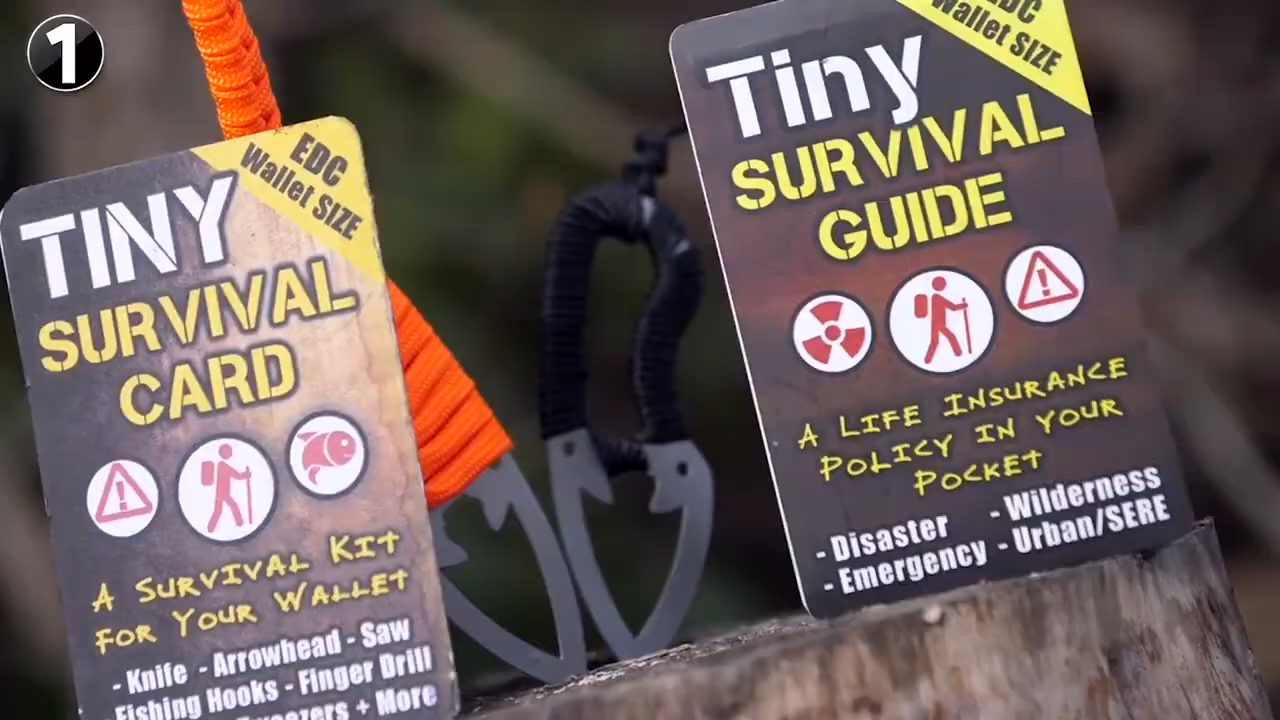 1
EDC
Wallet SIZE
TINY
SURVIVAL
CARD
A SURVIVAL KIT
FOR YOUR WALLET
- Knife - Arrowhead - Saw
Fishing Hooks - Finger Drill
Tweezers + More
EDC
Wallet SIZE
Tiny
SURVIVAL
GUIDE
A LIFE INSURANCE
POLICY IN YOUR
POCKET
- Disaster - Wilderness
- Emergency - Urban/SERE